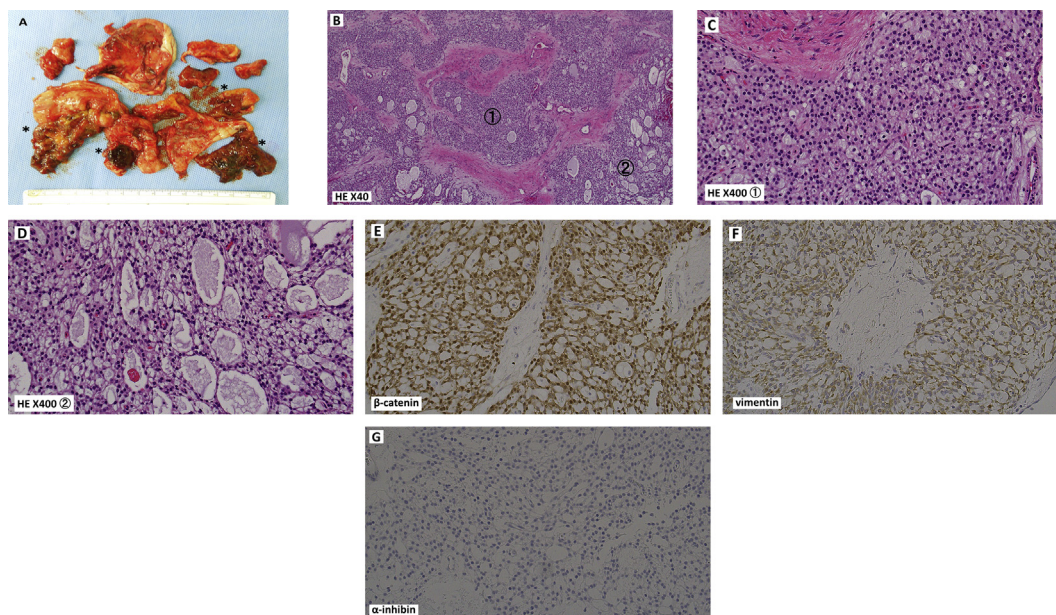 A
*
*
*
*
B
①
②
HE X40
C
HE X400 ①
D
HE X400 ②
E
β-catenin
F
vimentin
G
α-inhibin